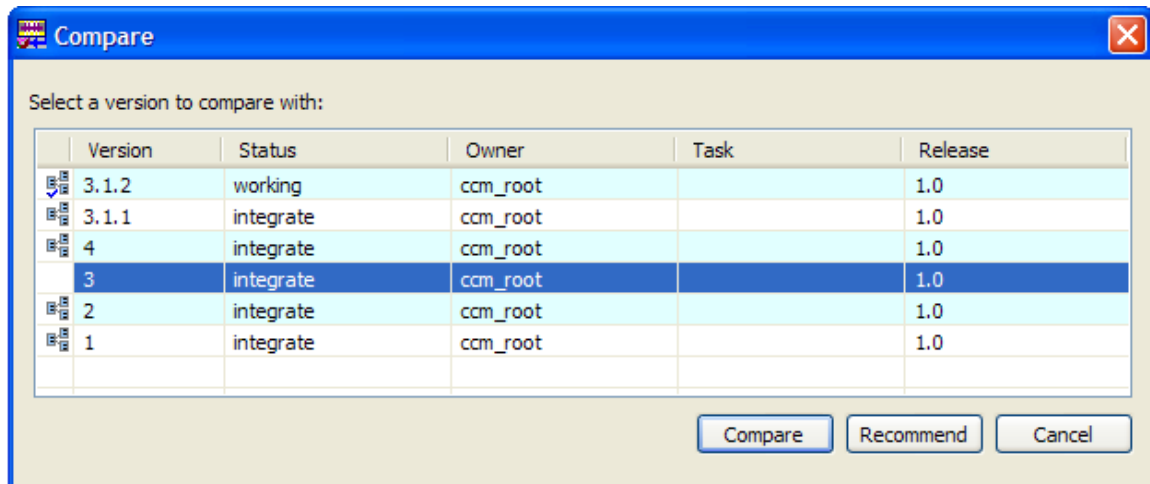 Compare
Select a version to compare with:
Version Status Owner Task Release
3.1.2 working ccm_root 1.0
3.1.1 integrate ccm_root 1.0
4 integrate ccm_root 1.0
3 integrate ccm_root 1.0
2 integrate ccm_root 1.0
1 integrate ccm_root 1.0
Compare Recommend Cancel